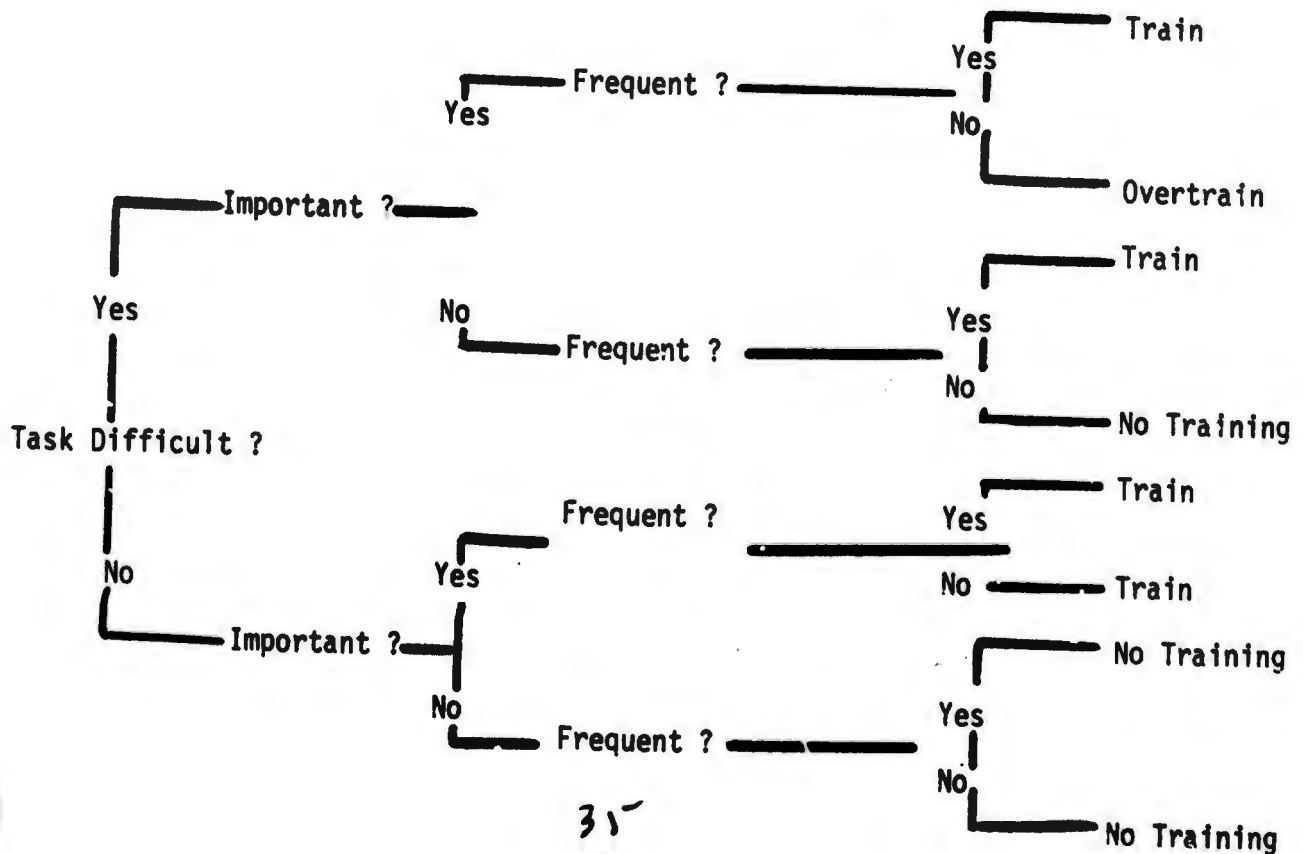 Train
Yes
Frequent ?
Yes
No
Important ?
Overtrain
Train
Yes
No
Yes
Frequent ?
No
No Training
Task Difficult ?
Train
Frequent ?
Yes
No
Yes
No Train
Important ?
No Training
No
Yes
Frequent ?
No
No Training
35